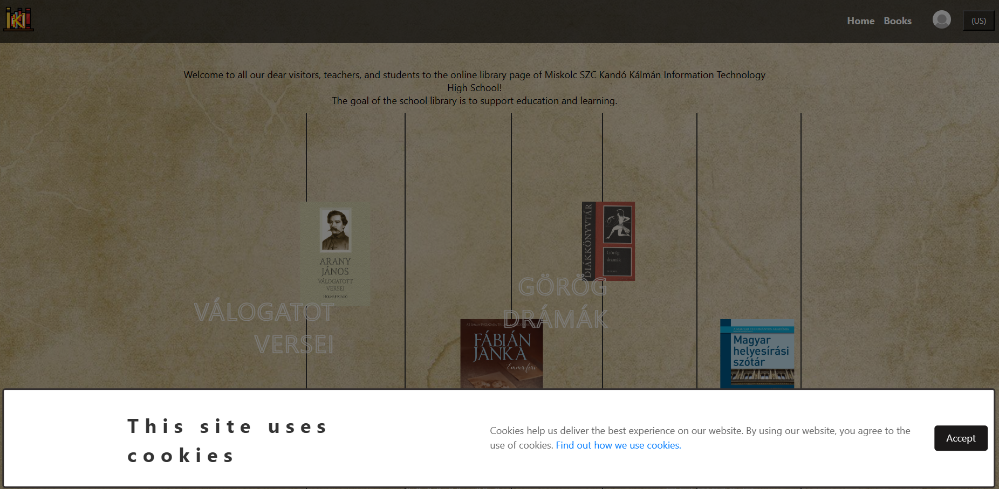 Home Books (US)
Welcome to all our dear visitors, teachers, and students to the online library page of Miskolc SZC Kandó Kálmán Information Technology
High School!
The goal of the school library is to support education and learning.
ARANY
JÁNOS
VÁLOGATOTT
VERSEI
HOLNAP KIADÓ
VÁLOGATOT
VERSEI
DIÁKKÖNYVTÁR
Görög
drámák
EURÓPA
GÖRÖG
DRÁMÁK
FÁBIÁN
JANKA
Emma fiai
A MAGYAR TUDOMÁNYOS AKADÉMIA
Magyar
helyesírási
szótár
This site uses
cookies
Cookies help us deliver the best experience on our website. By using our website, you agree to the
use of cookies. Find out how we use cookies.
Accept